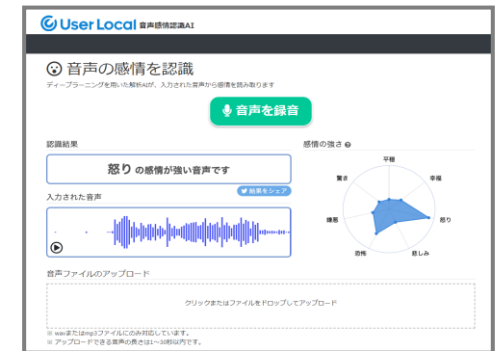 User Local 音声感情認識AI
音声の感情を認識
ディープラーニングを用いた解析AIが、入力された音声から感情を読み取ります
音声を録音
認識結果
怒り の感情が強い音声です
結果をシェア
入力された音声
音声ファイルのアップロード
クリックまたはファイルをドロップしてアップロード
※ wavまたはmp3ファイルにのみ対応しています。
※ アップロードできる音声の長さは1〜30秒以内です。
感情の強さ
平穏
驚き
幸福
嫌悪
怒り
恐怖
悲しみ